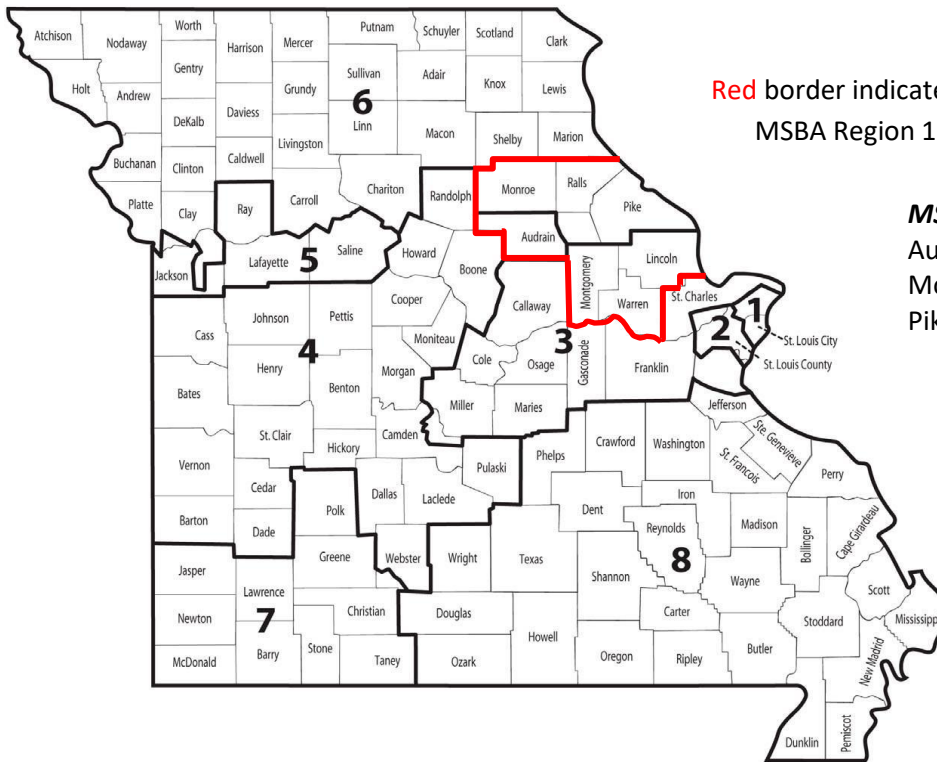 Atchison
Nodaway
Worth
Harrison
Mercer
Putnam
Schuyler
Scotland
Clark
Gentry
Holt
Andrew
Sullivan
Adair
Knox
Lewis
Grundy
6
DeKalb
Daviess
Linn
Macon
Shelby
Marion
Livingston
Buchanan
Clinton
Caldwell
Chariton
Platte
Clay
Ray
Carroll
Randolph
Monroe
Ralls
Pike
Audrain
Jackson
Lafayette
5
Saline
Howard
Boone
Montgomery
Lincoln
Warren
St. Charles
Callaway
Cass
Johnson
Pettis
Cooper
Moniteau
4
3
2
1
St. Louis City
St. Louis County
Cole
Osage
Gasconade
Franklin
Henry
Benton
Morgan
Bates
Miller
Maries
Jefferson
St. Clair
Hickory
Camden
Crawford
Washington
Ste. Genevieve
St. Francois
Perry
Vernon
Phelps
Pulaski
Cedar
Polk
Dallas
Laclede
Dent
Iron
Reynolds
Madison
Bollinger
Cape Girardeau
Barton
Dade
Greene
Webster
Wright
Texas
Shannon
8
Wayne
Scott
Jasper
Lawrence
7
Christian
Douglas
Carter
Stoddard
Mississipp
Newton
McDonald
Barry
Stone
Taney
Ozark
Howell
Oregon
Ripley
Butler
New Madrid
Dunklin
Pemiscot
Red border indicate
MSBA Region 1
MS
Au
Mo
Pik